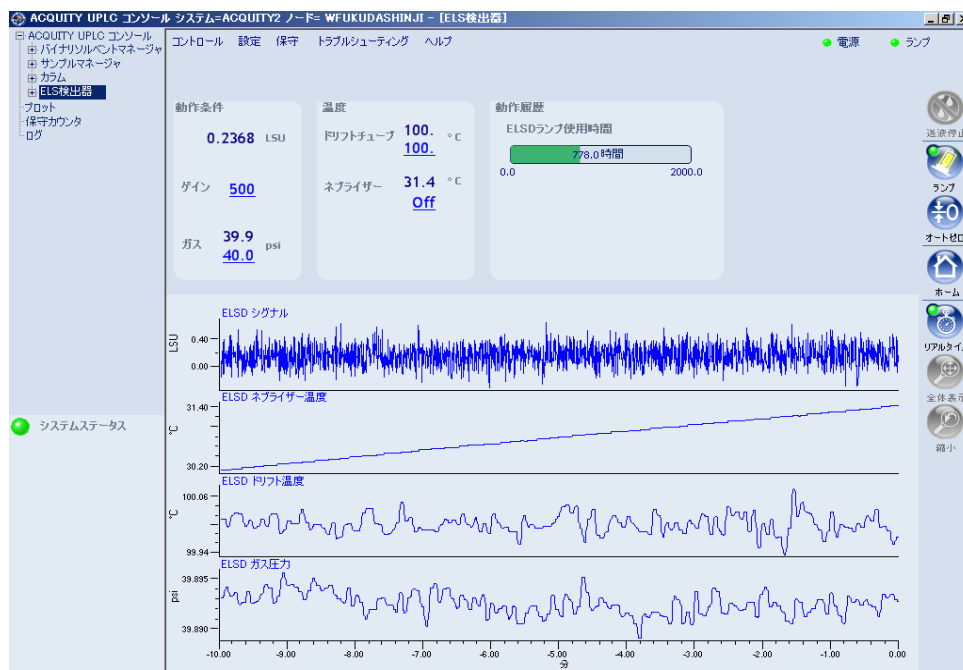 ACQUITY UPLC コンソール システム=ACQUITY2 ノード= WFUKUDASHINJI - [ELS検出器]
ACQUITY UPLC コンソール
バイナリソルベントマネージャ
サンプルマネージャ
カラム
ELS検出器
プロット
保守カウンタ
ログ
システムステータス
コントロール 設定 保守 トラブルシューティング ヘルプ
電源 ランプ
動作条件
0.2368 LSU
ゲイン 500
ガス 39.9 psi
40.0
温度
ドリフトチューブ 100. °C
100.
ネブライザー 31.4 °C
Off
動作履歴
ELSDランプ使用時間
778.0時間
0.0 2000.0
送液停止
ランプ
オートゼロ
ホーム
リアルタイム
全体表示
縮小
ELSD シグナル
LSU
0.40
0.00
ELSD ネブライザー温度
°C
31.40
30.20
ELSD ドリフト温度
°C
100.06
99.94
ELSD ガス圧力
psi
39.895
39.890
-10.00 -9.00 -8.00 -7.00 -6.00 -5.00 -4.00 -3.00 -2.00 -1.00 0.00
分